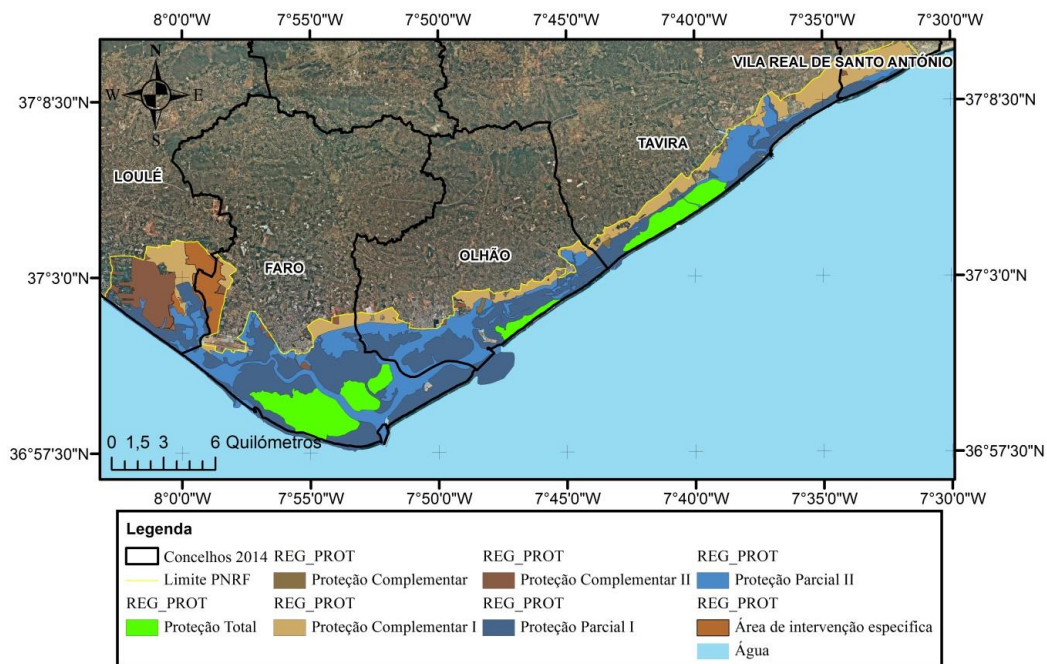 8°0'0"W 7°55'0"W 7°50'0"W 7°45'0"W 7°40'0"W 7°35'0"W 7°30'0"W
N
W E
S
VILA REAL DE SANTO ANTÓNIO
37°8'30"N 37°8'30"N
TAVIRA
LOULÉ
OLHÃO
FARO
37°3'0"N 37°3'0"N
0 1,5 3 6 Quilómetros
36°57'30"N 36°57'30"N
8°0'0"W 7°55'0"W 7°50'0"W 7°45'0"W 7°40'0"W 7°35'0"W 7°30'0"W
Legenda
Concelhos 2014 REG_PROT REG_PROT REG_PROT
Limite PNRF Proteção Complementar Proteção Complementar II Proteção Parcial II
REG_PROT REG_PROT REG_PROT REG_PROT
Proteção Total Proteção Complementar I Proteção Parcial I Área de intervenção especifica
Água